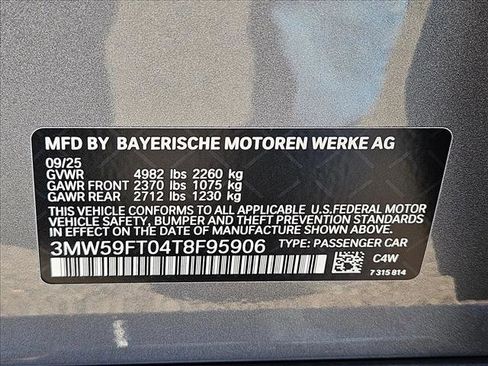 MFD BY BAYERISCHE MOTOREN WERKE AG
09/25
GVWR 4982 lbs 2260 kg
GAWR FRONT 2370 lbs 1075 kg
GAWR REAR 2712 lbs 1230 kg
THIS VEHICLE CONFORMS TO ALL APPLICABLE U.S.FEDERAL MOTOR
VEHICLE SAFETY, BUMPER AND THEFT PREVENTION STANDARDS
IN EFFECT ON THE DATE OF MANUFACTURE SHOWN ABOVE.
3MW59FT04T8F95906 TYPE: PASSENGER CAR
C4W
7 315 814